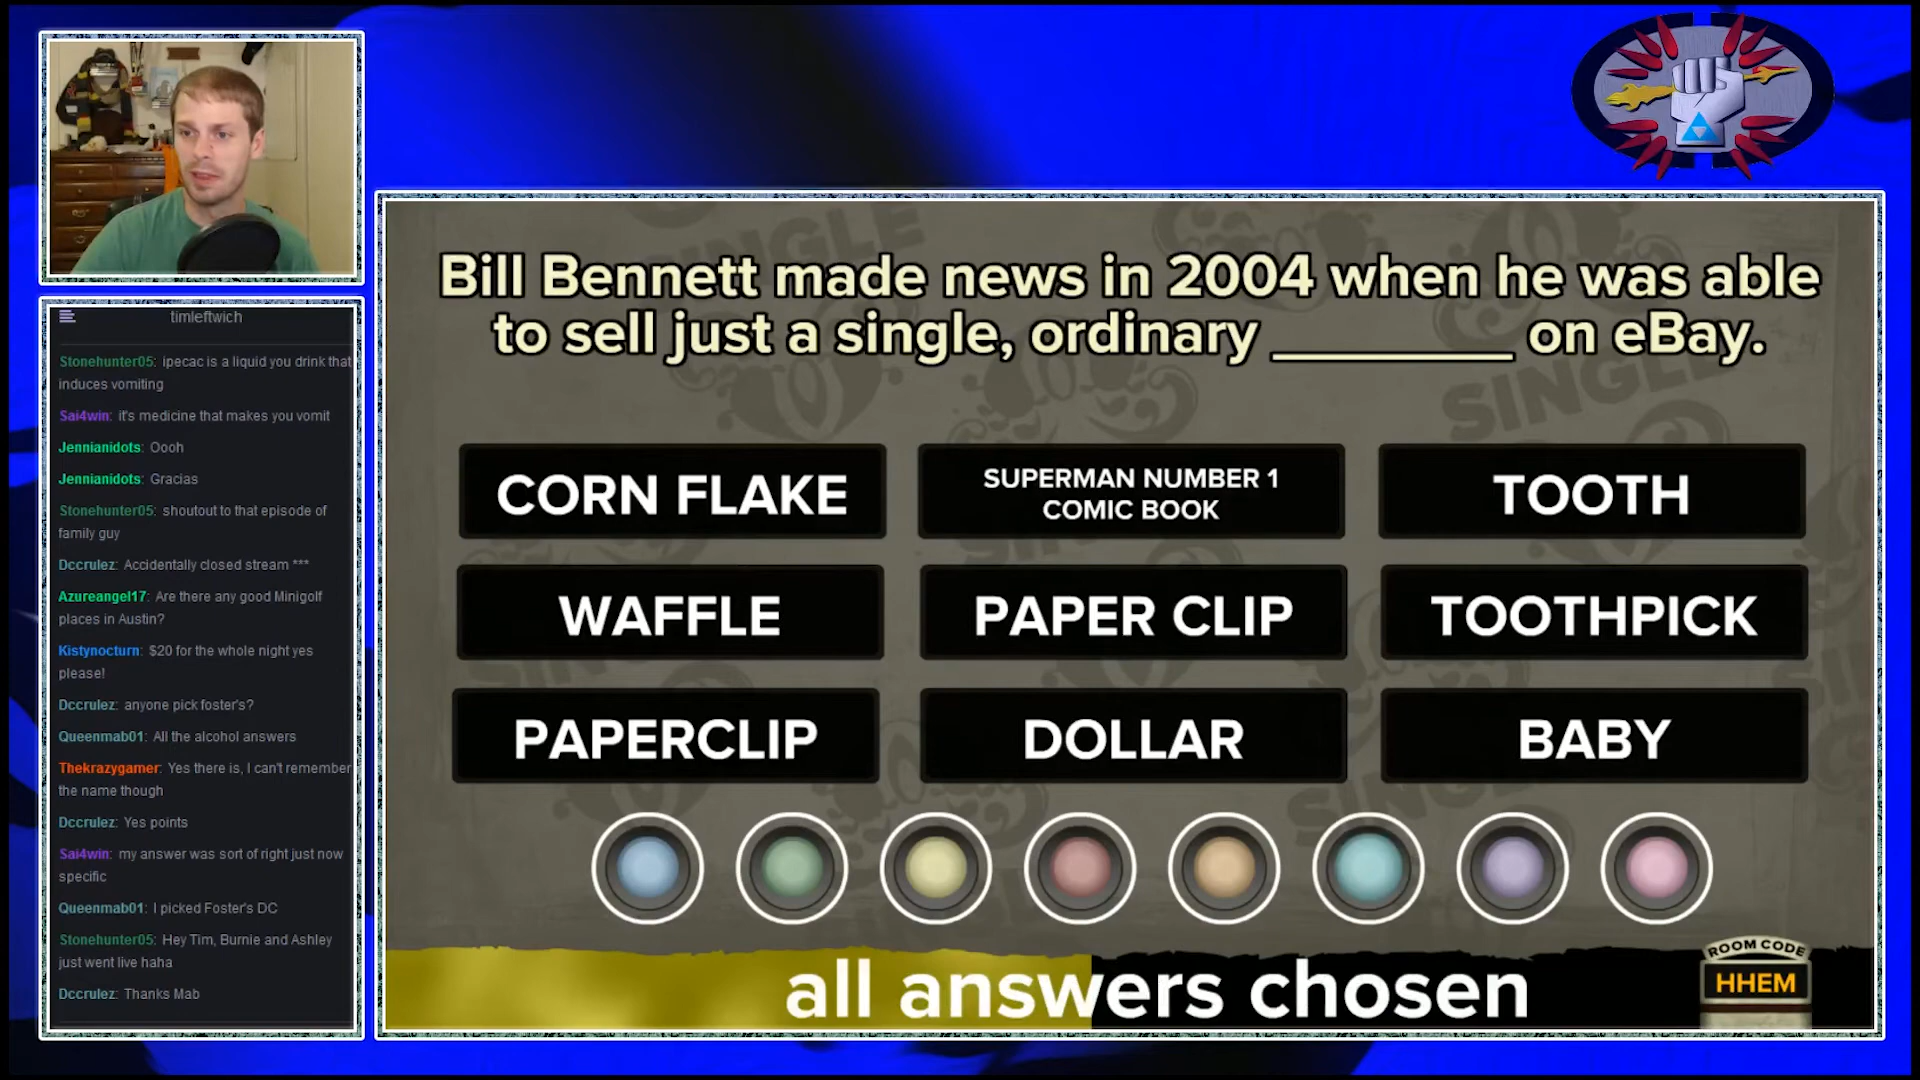 timleftwich
Stonehunter05: ipecac is a liquid you drink that
induces vomiting
Sai4win: it's medicine that makes you vomit
Jennianidots: Oooh
Jennianidots: Gracias
Stonehunter05: shoutout to that episode of
family guy
Dccrulez: Accidentally closed stream ***
Azureangel17: Are there any good Minigolf
places in Austin?
Kistynocturn: $20 for the whole night yes
please!
Dccrulez: anyone pick foster's?
Queenmab01: All the alcohol answers
Thekrazygamer: Yes there is, I can't remember
the name though
Dccrulez: Yes points
Sai4win: my answer was sort of right just now
specific
Queenmab01: I picked Foster's DC
Stonehunter05: Hey Tim, Burnie and Ashley
just went live haha
Dccrulez: Thanks Mab
Bill Bennett made news in 2004 when he was able
to sell just a single, ordinary ________ on eBay.
CORN FLAKE
SUPERMAN NUMBER 1
COMIC BOOK
TOOTH
WAFFLE
PAPER CLIP
TOOTHPICK
PAPERCLIP
DOLLAR
BABY
all answers chosen
ROOM CODE
HHEM
SINGLE
SINGLE